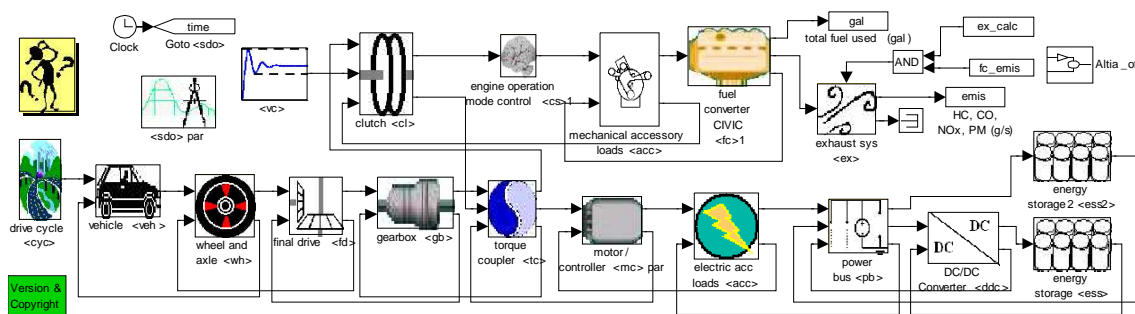 time
Clock
Goto <sdo>
<sdo> par
<vc>
clutch <cl>
engine operation
mode control <cs>1
mechanical accessory
loads <acc>
fuel
converter
CIVIC
<fc>1
gal
total fuel used (gal)
AND
ex_calc
fc_emis
emis
HC, CO,
NOx, PM (g/s)
exhaust sys
<ex>
drive cycle
<cyc>
vehicle <veh>
wheel and
axle <wh>
final drive <fd>
gearbox <gb>
torque
coupler <tc>
motor/
controller <mc> par
electric acc
loads <acc>
power
bus <pb>
DC
DC
DC/DC
Converter <ddc>
energy
storage 2 <ess2>
energy
storage <ess>
Version &
Copyright